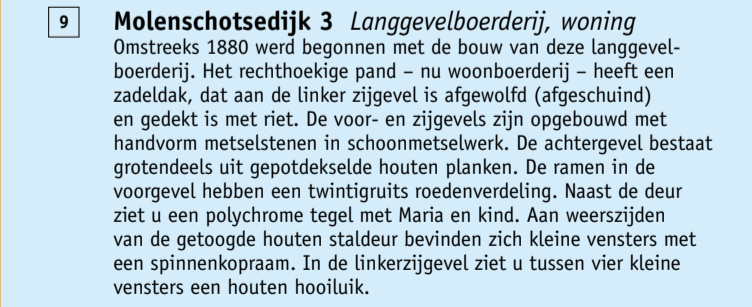 9 Molenschotsedijk 3 Langgevelboerderij, woning
Omstreeks 1880 werd begonnen met de bouw van deze langgevel-
boerderij. Het rechthoekige pand – nu woonboerderij – heeft een
zadeldak, dat aan de linker zijgevel is afgewolfd (afgeschuind)
en gedekt is met riet. De voor- en zijgevels zijn opgebouwd met
handvorm metselstenen in schoonmetselwerk. De achtergevel bestaat
grotendeels uit gepotdekselde houten planken. De ramen in de
voorgevel hebben een twintigruits roedenverdeling. Naast de deur
ziet u een polychrome tegel met Maria en kind. Aan weerszijden
van de getoogde houten staldeur bevinden zich kleine vensters met
een spinnenkopraam. In de linkerzijgevel ziet u tussen vier kleine
vensters een houten hooiluik.